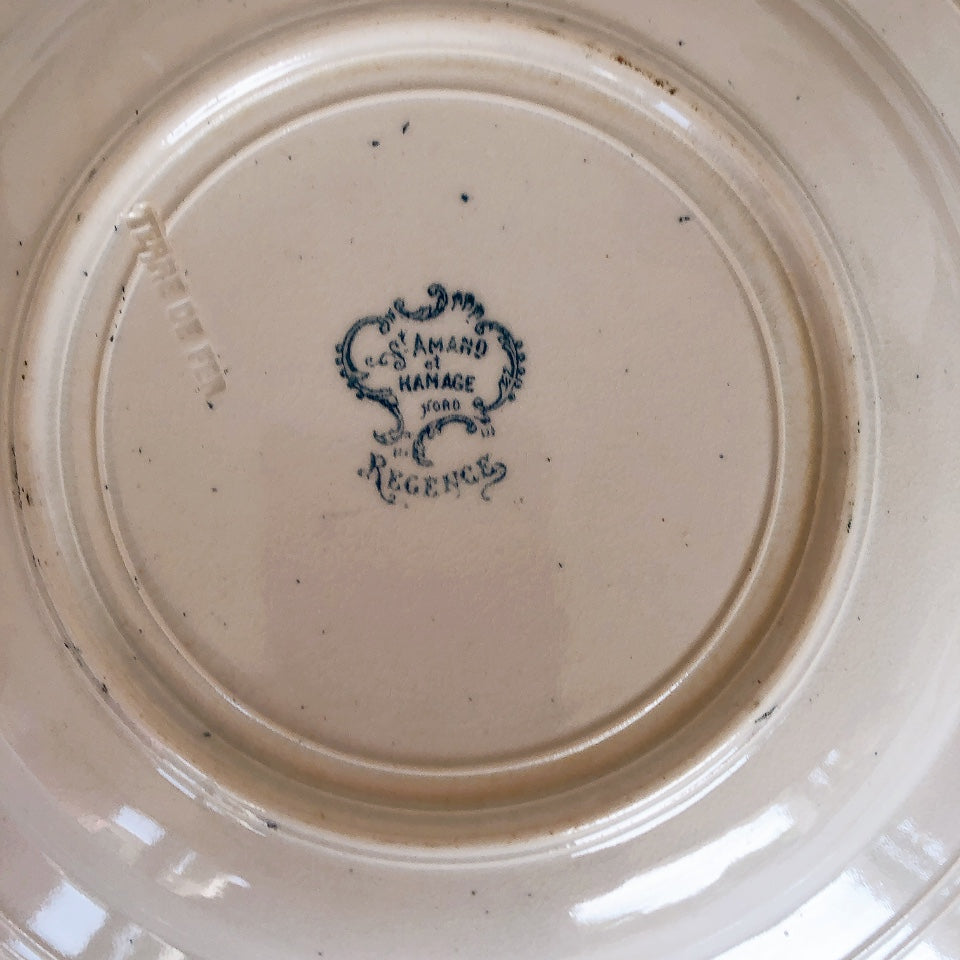 TERRE DE FER
St AMAND
et
HAMAGE
NORD
REGENCE